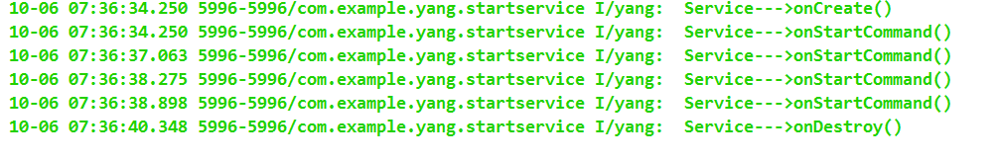 10-06 07:36:34.250 5996-5996/com.example.yang.startservice I/yang:  Service--->onCreate()
10-06 07:36:34.250 5996-5996/com.example.yang.startservice I/yang:  Service--->onStartCommand()
10-06 07:36:37.063 5996-5996/com.example.yang.startservice I/yang:  Service--->onStartCommand()
10-06 07:36:38.275 5996-5996/com.example.yang.startservice I/yang:  Service--->onStartCommand()
10-06 07:36:38.898 5996-5996/com.example.yang.startservice I/yang:  Service--->onStartCommand()
10-06 07:36:40.348 5996-5996/com.example.yang.startservice I/yang:  Service--->onDestroy()